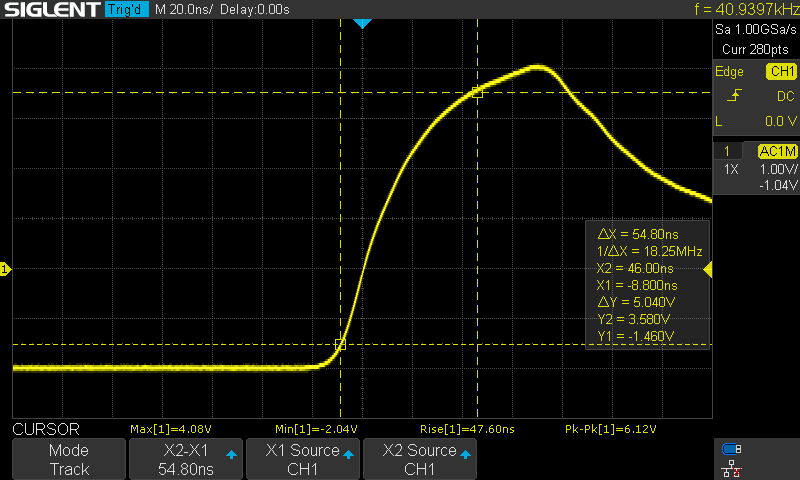 SIGLENT Trig'd M 20.0ns/ Delay:0.00s f = 40.9397kHz
Sa 1.00GSa/s
Curr 280pts
Edge CH1
DC
L 0.0 V
1 AC1M
1X 1.00V/
-1.04V
1
ΔX = 54.80ns
1/ΔX = 18.25MHz
X2 = 46.00ns
X1 = -8.800ns
ΔY = 5.040V
Y2 = 3.580V
Y1 = -1.460V
CURSOR Max[1]=4.08V Min[1]=-2.04V Rise[1]=47.60ns Pk-Pk[1]=6.12V
Mode
Track
X2-X1
54.80ns
X1 Source
CH1
X2 Source
CH1